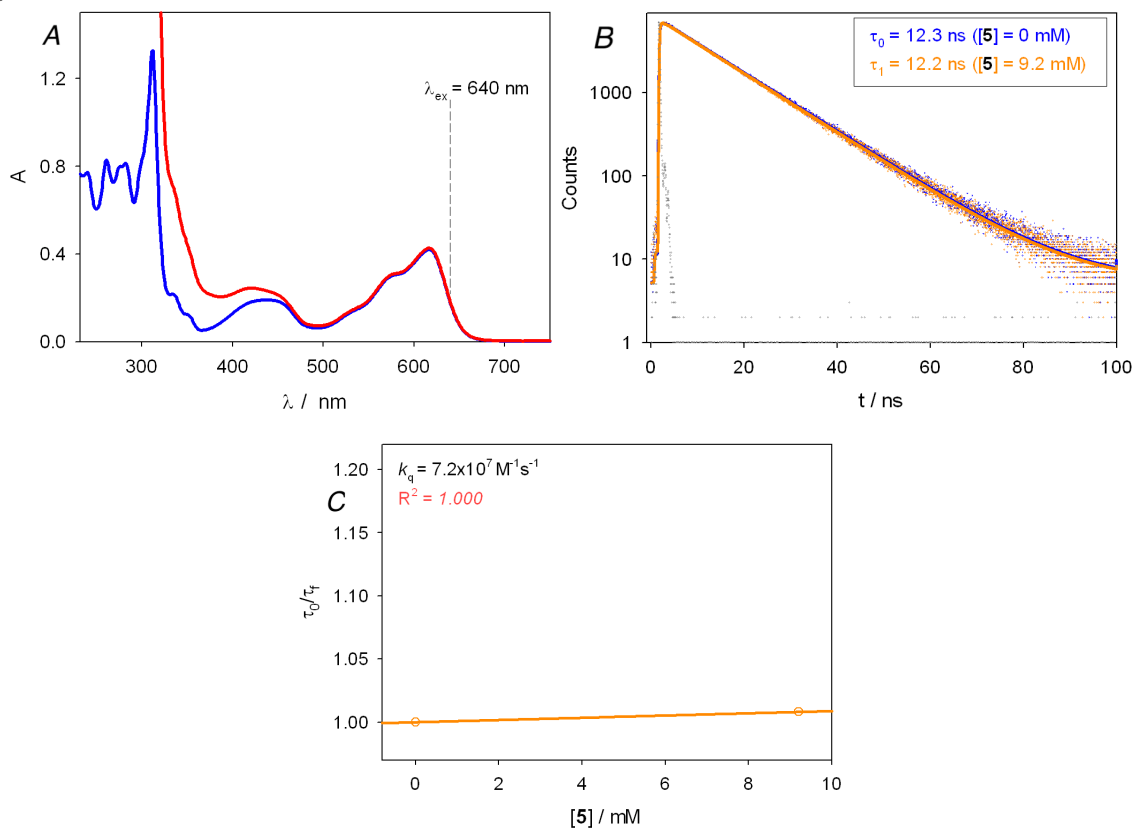 A
1.2
0.8
0.4
0.0
A
λex = 640 nm
300 400 500 600 700
λ / nm
B
τ0 = 12.3 ns ([5] = 0 mM)
τ1 = 12.2 ns ([5] = 9.2 mM)
1000
100
10
1
Counts
0 20 40 60 80 100
t / ns
kq = 7.2x10⁷ M⁻¹s⁻¹
R² = 1.000
C
1.20
1.15
1.10
1.05
1.00
τ0/τf
0 2 4 6 8 10
[5] / mM